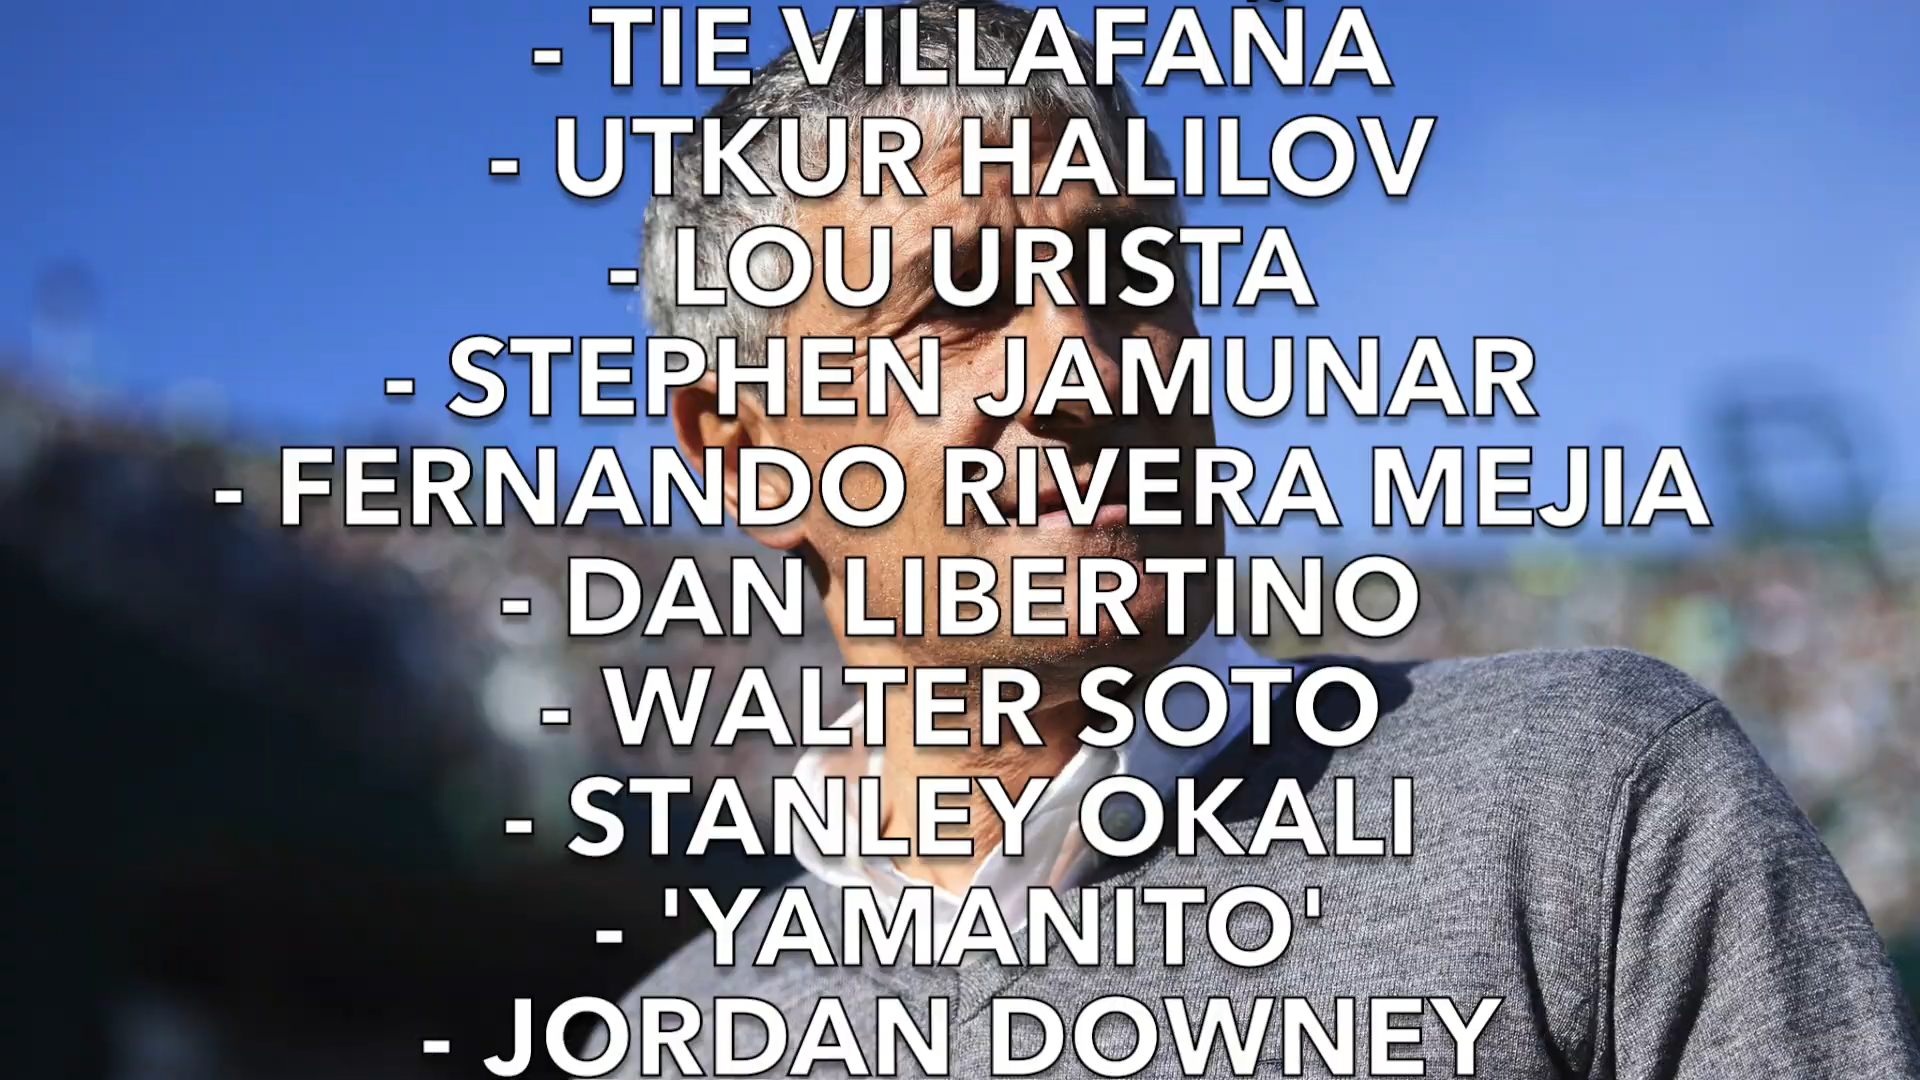 - TIE VILLAFAÑA
- UTKUR HALILOV
- LOU URISTA
- STEPHEN JAMUNAR
- FERNANDO RIVERA MEJIA
- DAN LIBERTINO
- WALTER SOTO
- STANLEY OKALI
- 'YAMANITO'
- JORDAN DOWNEY